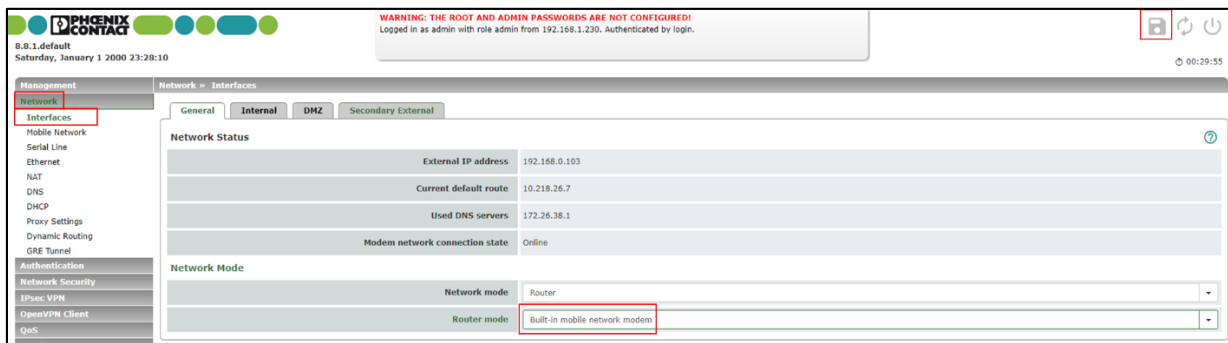 PHŒNIX
CONTACT
WARNING: THE ROOT AND ADMIN PASSWORDS ARE NOT CONFIGURED!
Logged in as admin with role admin from 192.168.1.230. Authenticated by login.
8.8.1.default
Saturday, January 1 2000 23:28:10
00:29:55
Management
Network
Interfaces
Mobile Network
Serial Line
Ethernet
NAT
DNS
DHCP
Proxy Settings
Dynamic Routing
GRE Tunnel
Authentication
Network Security
IPsec VPN
OpenVPN Client
QoS
Network » Interfaces
General Internal DMZ Secondary External
Network Status
External IP address 192.168.0.103
Current default route 10.218.26.7
Used DNS servers 172.26.38.1
Modem network connection state Online
Network Mode
Network mode Router
Router mode Built-in mobile network modem